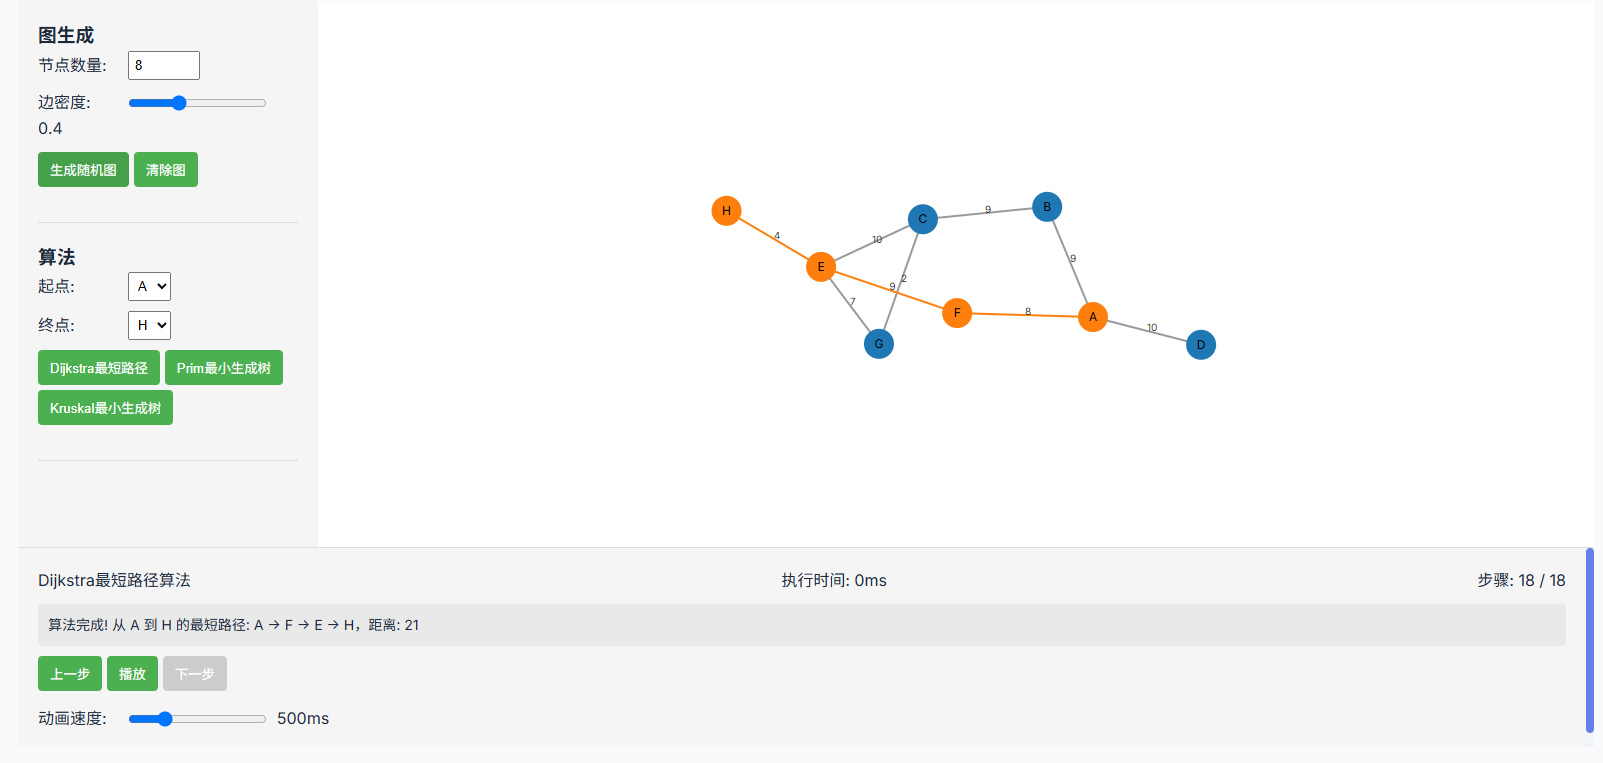 图生成
节点数量: 8
边密度:
0.4
生成随机图 清除图
算法
起点: A
终点: H
Dijkstra最短路径 Prim最小生成树
Kruskal最小生成树
H
4
E
10
C
9
B
9
7
9
2
F
8
A
10
D
G
Dijkstra最短路径算法 执行时间: 0ms 步骤: 18 / 18
算法完成! 从 A 到 H 的最短路径: A → F → E → H，距离: 21
上一步 播放 下一步
动画速度: 500ms